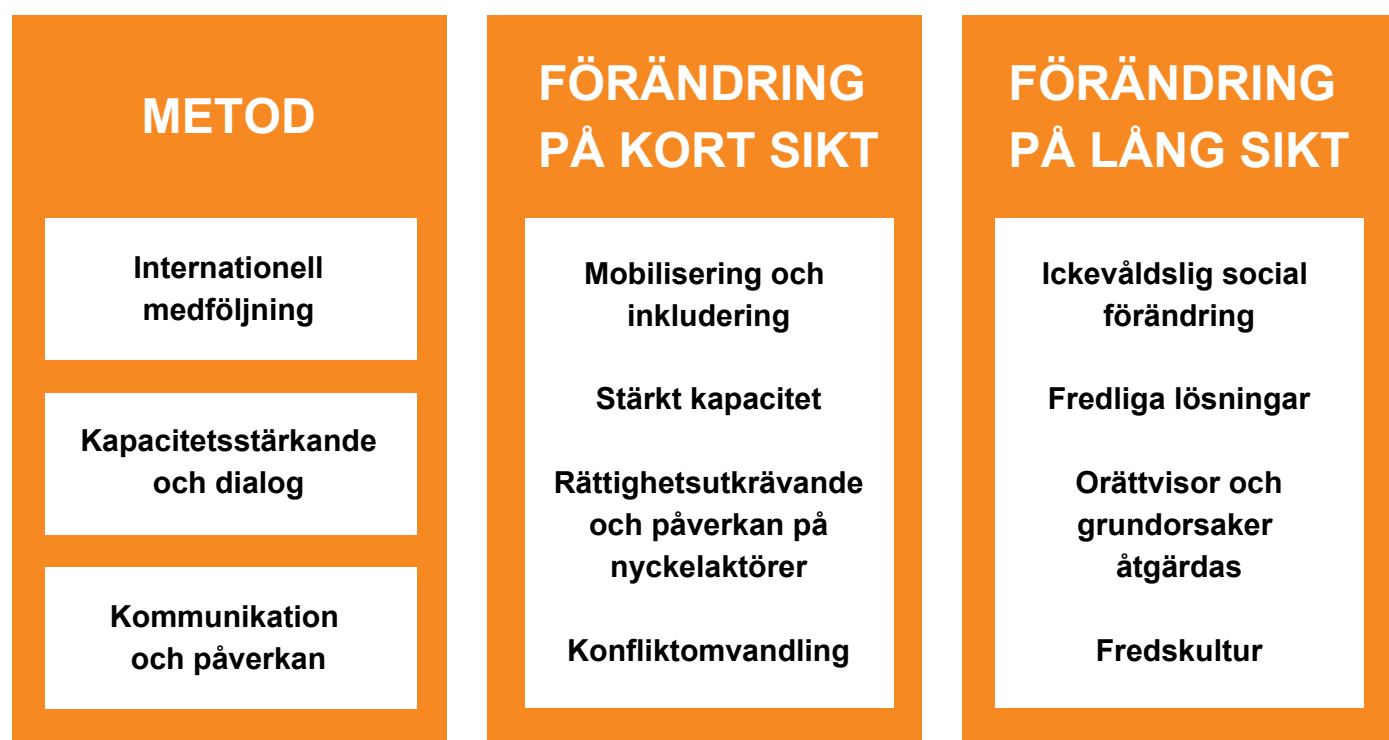 METOD
Internationell
medföljning
Kapacitetsstärkande
och dialog
Kommunikation
och påverkan
FÖRÄNDRING
PÅ KORT SIKT
Mobilisering och
inkludering
Stärkt kapacitet
Rättighetsutkrävande
och påverkan på
nyckelaktörer
Konfliktomvandling
FÖRÄNDRING
PÅ LÅNG SIKT
Ickevåldslig social
förändring
Fredliga lösningar
Orättvisor och
grundorsaker
åtgärdas
Fredskultur